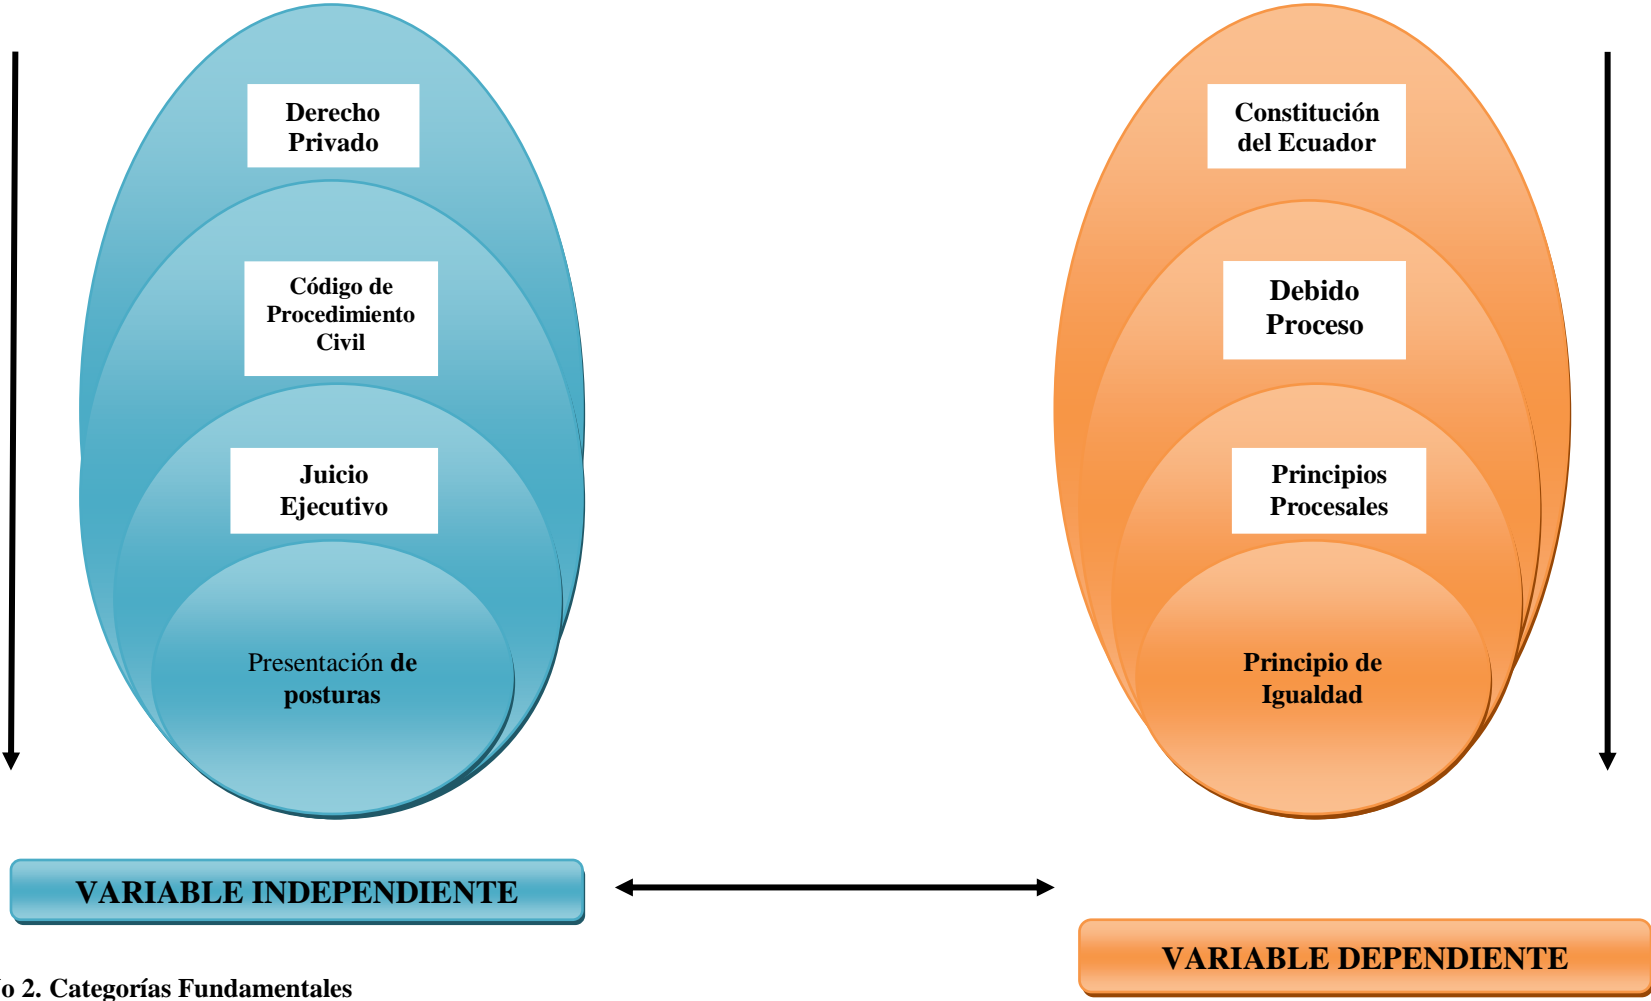 Derecho
Privado
Código de
Procedimiento
Civil
Juicio
Ejecutivo
Presentación de
posturas
VARIABLE INDEPENDIENTE
Constitución
del Ecuador
Debido
Proceso
Principios
Procesales
Principio de
Igualdad
VARIABLE DEPENDIENTE
2. Categorías Fundamentales